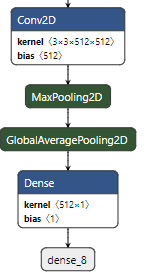 Conv2D
kernel ⟨3×3×512×512⟩
bias ⟨512⟩
MaxPooling2D
GlobalAveragePooling2D
Dense
kernel ⟨512×1⟩
bias ⟨1⟩
dense_8